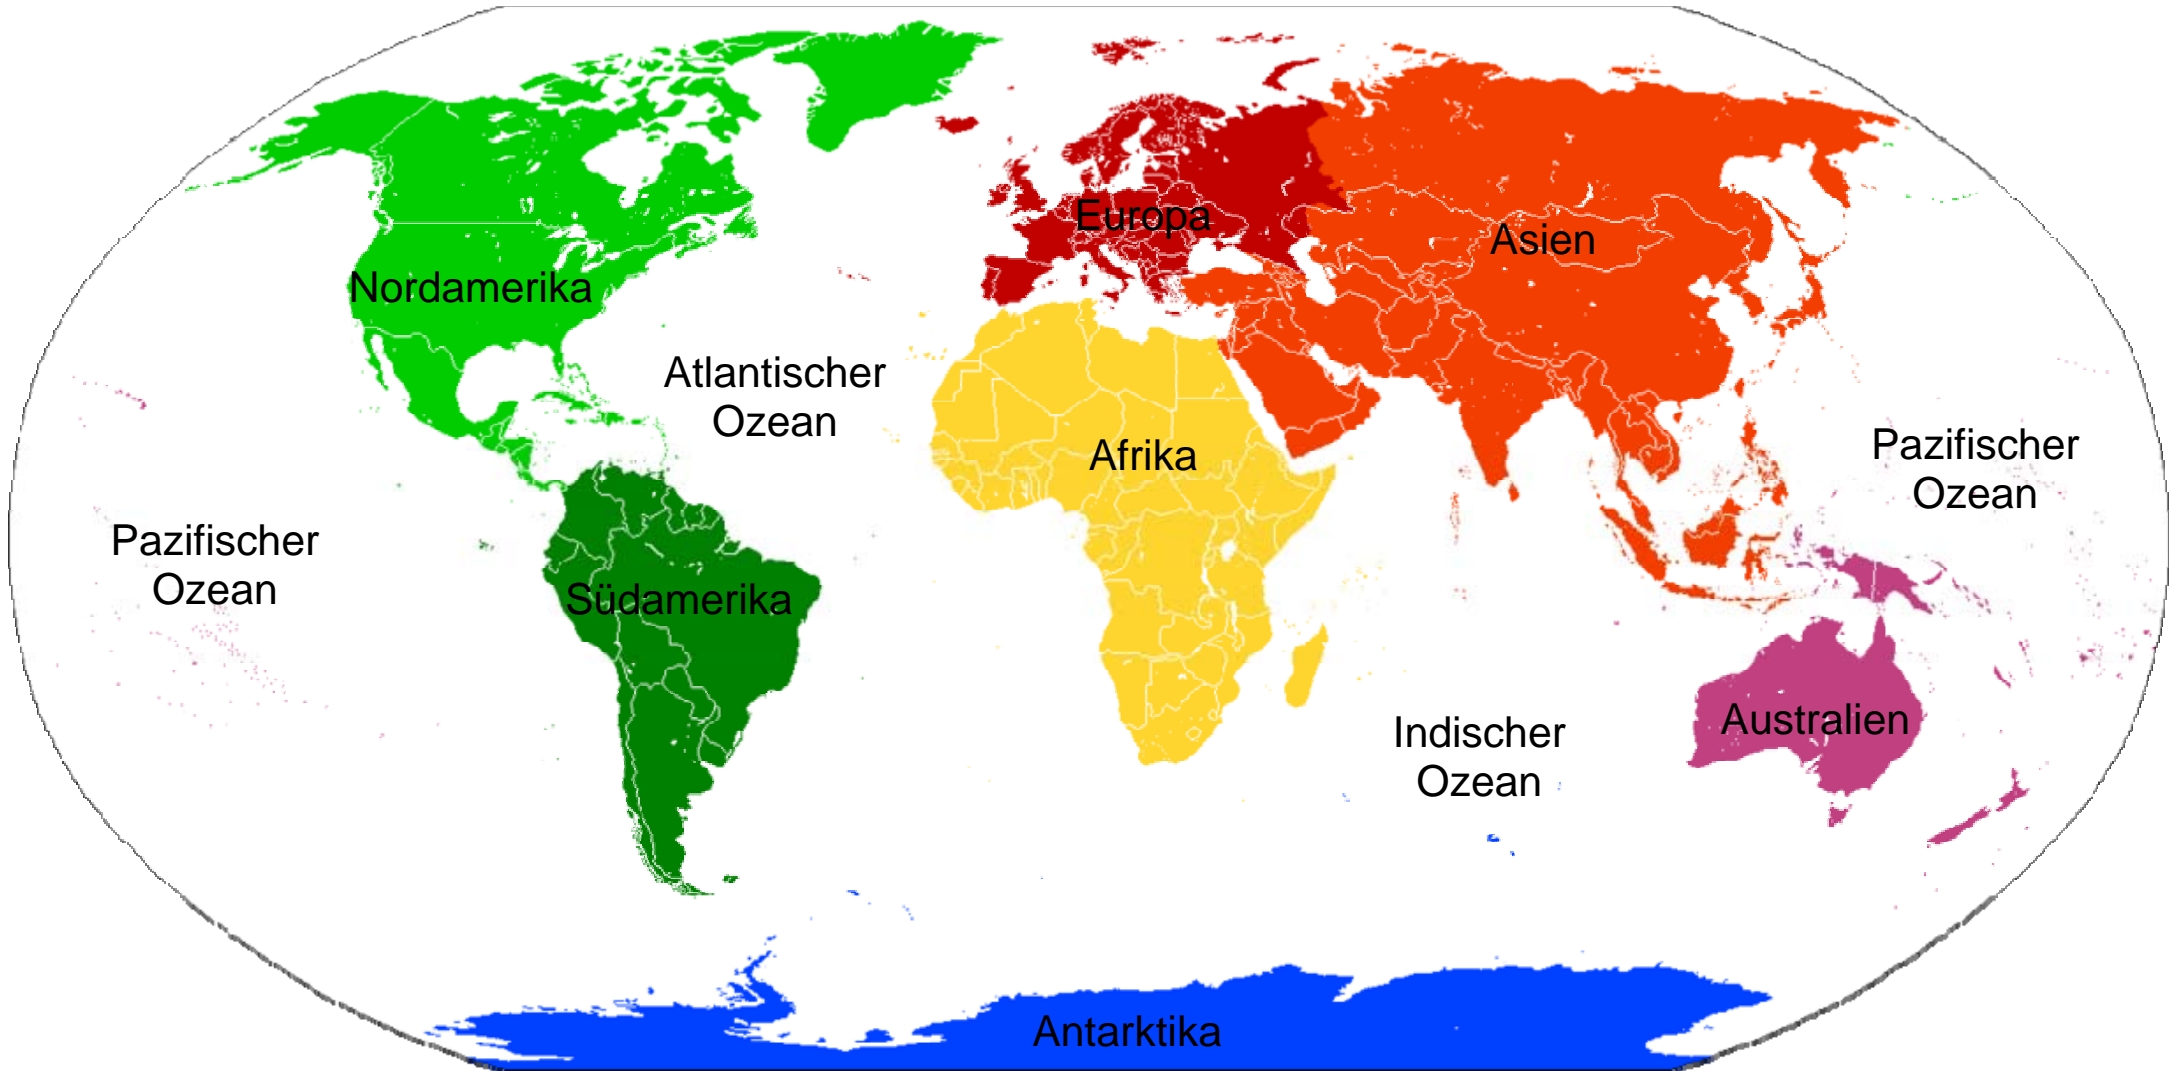 Europa
Asien
Nordamerika
Atlantischer
Ozean
Afrika
Pazifischer
Ozean
Pazifischer
Ozean
Südamerika
Australien
Indischer
Ozean
Antarktika